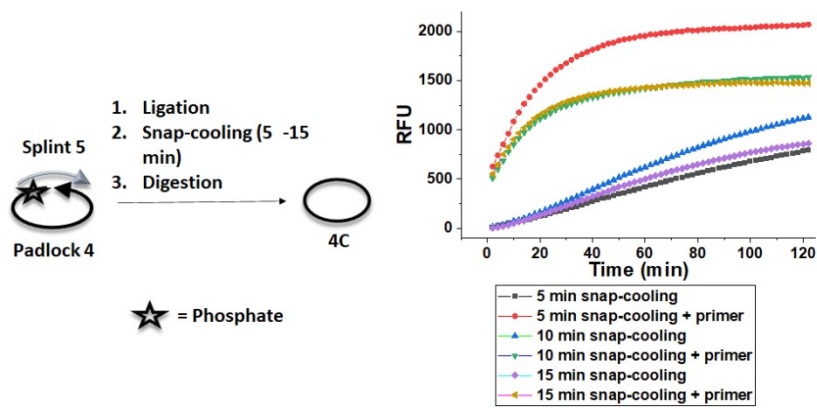 Splint 5
1. Ligation
2. Snap-cooling (5 -15
min)
3. Digestion
Padlock 4
4C
= Phosphate
RFU
2000
1500
1000
500
0
0 20 40 60 80 100 120
Time (min)
5 min snap-cooling
5 min snap-cooling + primer
10 min snap-cooling
10 min snap-cooling + primer
15 min snap-cooling
15 min snap-cooling + primer